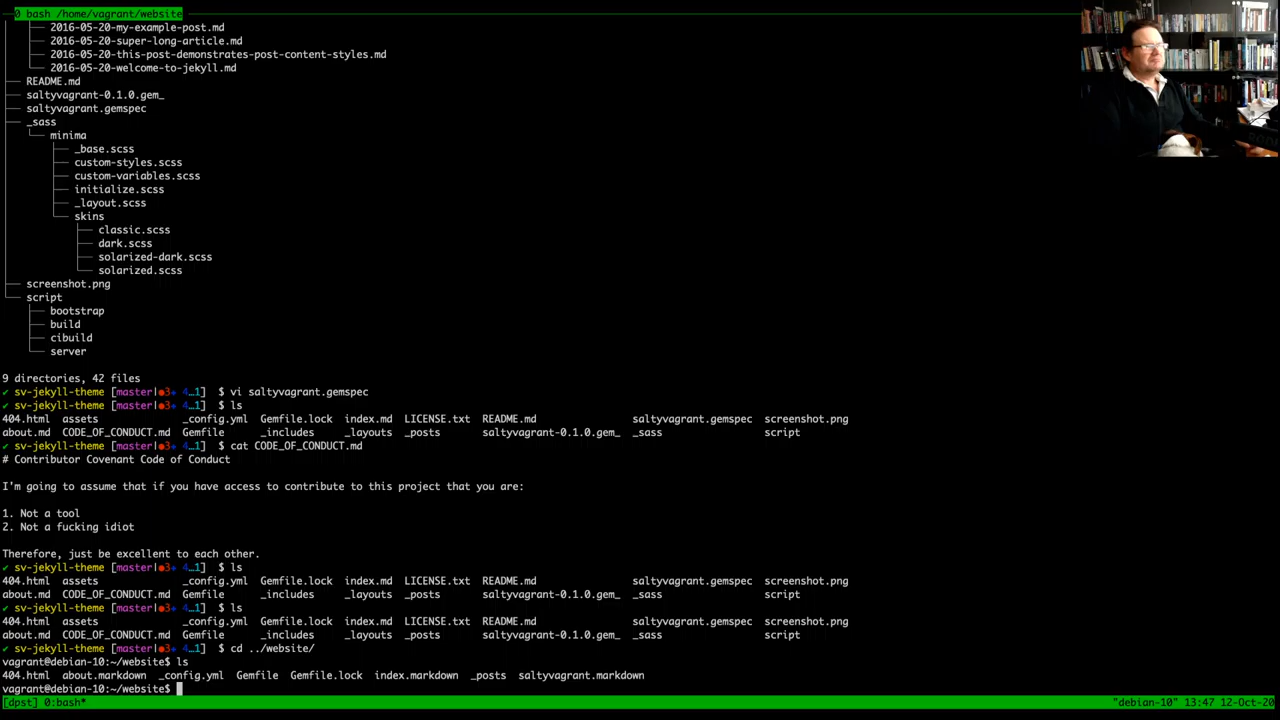 0 bash /home/vagrant/website
│   ├── 2016-05-20-my-example-post.md
│   ├── 2016-05-20-super-long-article.md
│   ├── 2016-05-20-this-post-demonstrates-post-content-styles.md
│   └── 2016-05-20-welcome-to-jekyll.md
├── README.md
├── saltyvagrant-0.1.0.gem_
├── saltyvagrant.gemspec
├── _sass
│   └── minima
│       ├── _base.scss
│       ├── custom-styles.scss
│       ├── custom-variables.scss
│       ├── initialize.scss
│       ├── _layout.scss
│       └── skins
│           ├── classic.scss
│           ├── dark.scss
│           ├── solarized-dark.scss
│           └── solarized.scss
├── screenshot.png
└── script
    ├── bootstrap
    ├── build
    ├── cibuild
    └── server
9 directories, 42 files
✔ sv-jekyll-theme [master|●3✚ 4…1]  $ vi saltyvagrant.gemspec
✔ sv-jekyll-theme [master|●3✚ 4…1]  $ ls
404.html  assets              _config.yml  Gemfile.lock  index.md  LICENSE.txt  README.md                saltyvagrant.gemspec  screenshot.png
about.md  CODE_OF_CONDUCT.md  Gemfile      _includes     _layouts  _posts       saltyvagrant-0.1.0.gem_  _sass                 script
✔ sv-jekyll-theme [master|●3✚ 4…1]  $ cat CODE_OF_CONDUCT.md
# Contributor Covenant Code of Conduct
I'm going to assume that if you have access to contribute to this project that you are:
1. Not a tool
2. Not a fucking idiot
Therefore, just be excellent to each other.
✔ sv-jekyll-theme [master|●3✚ 4…1]  $ ls
404.html  assets              _config.yml  Gemfile.lock  index.md  LICENSE.txt  README.md                saltyvagrant.gemspec  screenshot.png
about.md  CODE_OF_CONDUCT.md  Gemfile      _includes     _layouts  _posts       saltyvagrant-0.1.0.gem_  _sass                 script
✔ sv-jekyll-theme [master|●3✚ 4…1]  $ ls
404.html  assets              _config.yml  Gemfile.lock  index.md  LICENSE.txt  README.md                saltyvagrant.gemspec  screenshot.png
about.md  CODE_OF_CONDUCT.md  Gemfile      _includes     _layouts  _posts       saltyvagrant-0.1.0.gem_  _sass                 script
✔ sv-jekyll-theme [master|●3✚ 4…1]  $ cd ../website/
vagrant@debian-10:~/website$ ls
404.html  about.markdown  _config.yml  Gemfile  Gemfile.lock  index.markdown  _posts  saltyvagrant.markdown
vagrant@debian-10:~/website$
[dpst] 0:bash* "debian-10" 13:47 12-Oct-20